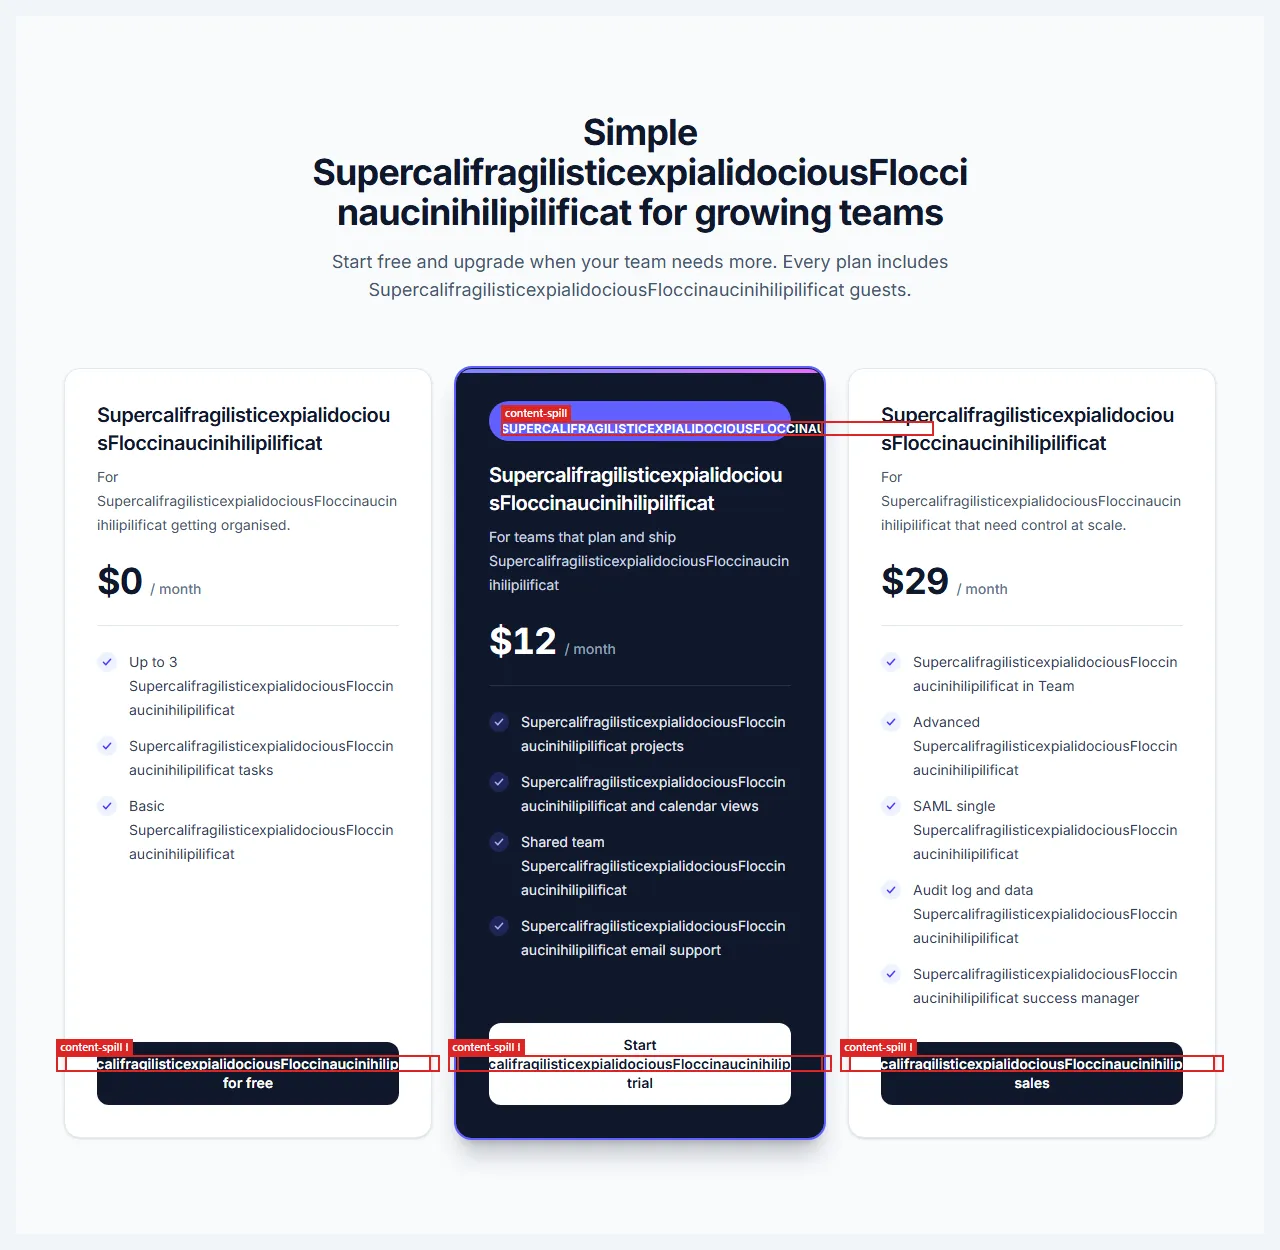 Simple
SupercalifragilisticexpialidociousFlocci
naucinihilipilificat for growing teams
Start free and upgrade when your team needs more. Every plan includes
SupercalifragilisticexpialidociousFloccinaucinihilipilificat guests.
Supercalifragilisticexpialidociou
sFloccinaucinihilipilificat
For
SupercalifragilisticexpialidociousFloccinaucin
ihilipilificat getting organised.
$0 / month
Up to 3
SupercalifragilisticexpialidociousFloccin
aucinihilipilificat
SupercalifragilisticexpialidociousFloccin
aucinihilipilificat tasks
Basic
SupercalifragilisticexpialidociousFloccin
aucinihilipilificat
content-spill
califragilisticexpialidociousFloccinaucinihilip
for free
content-spill
SUPERCALIFRAGILISTICEXPIALIDOCIOUSFLOCCINAU
Supercalifragilisticexpialidociou
sFloccinaucinihilipilificat
For teams that plan and ship
SupercalifragilisticexpialidociousFloccinaucin
ihilipilificat
$12 / month
SupercalifragilisticexpialidociousFloccin
aucinihilipilificat projects
SupercalifragilisticexpialidociousFloccin
aucinihilipilificat and calendar views
Shared team
SupercalifragilisticexpialidociousFloccin
aucinihilipilificat
SupercalifragilisticexpialidociousFloccin
aucinihilipilificat email support
Start
content-spill
califragilisticexpialidociousFloccinaucinihilip
trial
Supercalifragilisticexpialidociou
sFloccinaucinihilipilificat
For
SupercalifragilisticexpialidociousFloccinaucin
ihilipilificat that need control at scale.
$29 / month
SupercalifragilisticexpialidociousFloccin
aucinihilipilificat in Team
Advanced
SupercalifragilisticexpialidociousFloccin
aucinihilipilificat
SAML single
SupercalifragilisticexpialidociousFloccin
aucinihilipilificat
Audit log and data
SupercalifragilisticexpialidociousFloccin
aucinihilipilificat
SupercalifragilisticexpialidociousFloccin
aucinihilipilificat success manager
content-spill
califragilisticexpialidociousFloccinaucinihilip
sales